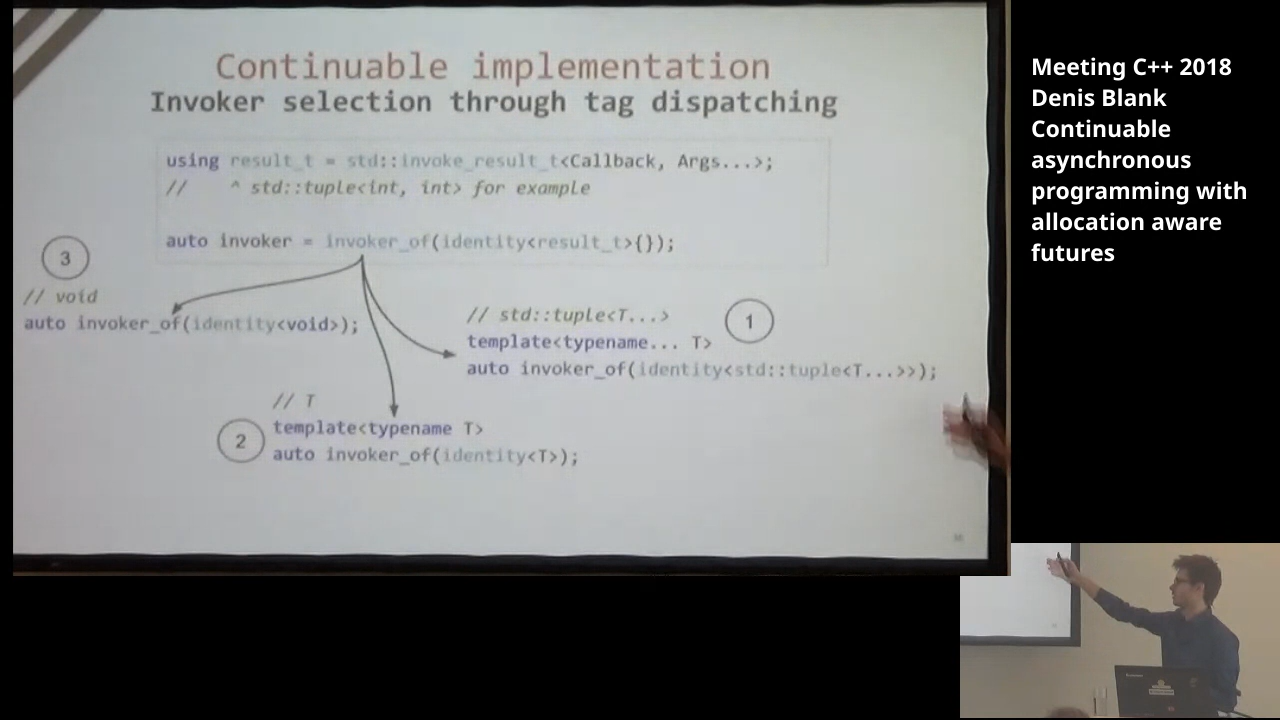 Continuable implementation
Invoker selection through tag dispatching
using result_t = std::invoke_result_t<Callback, Args...>;
//    ^ std::tuple<int, int> for example
auto invoker = invoker_of(identity<result_t>{});
3
// void
auto invoker_of(identity<void>);
// std::tuple<T...>
1
template<typename... T>
auto invoker_of(identity<std::tuple<T...>>);
// T
2
template<typename T>
auto invoker_of(identity<T>);
Meeting C++ 2018
Denis Blank
Continuable
asynchronous
programming with
allocation aware
futures